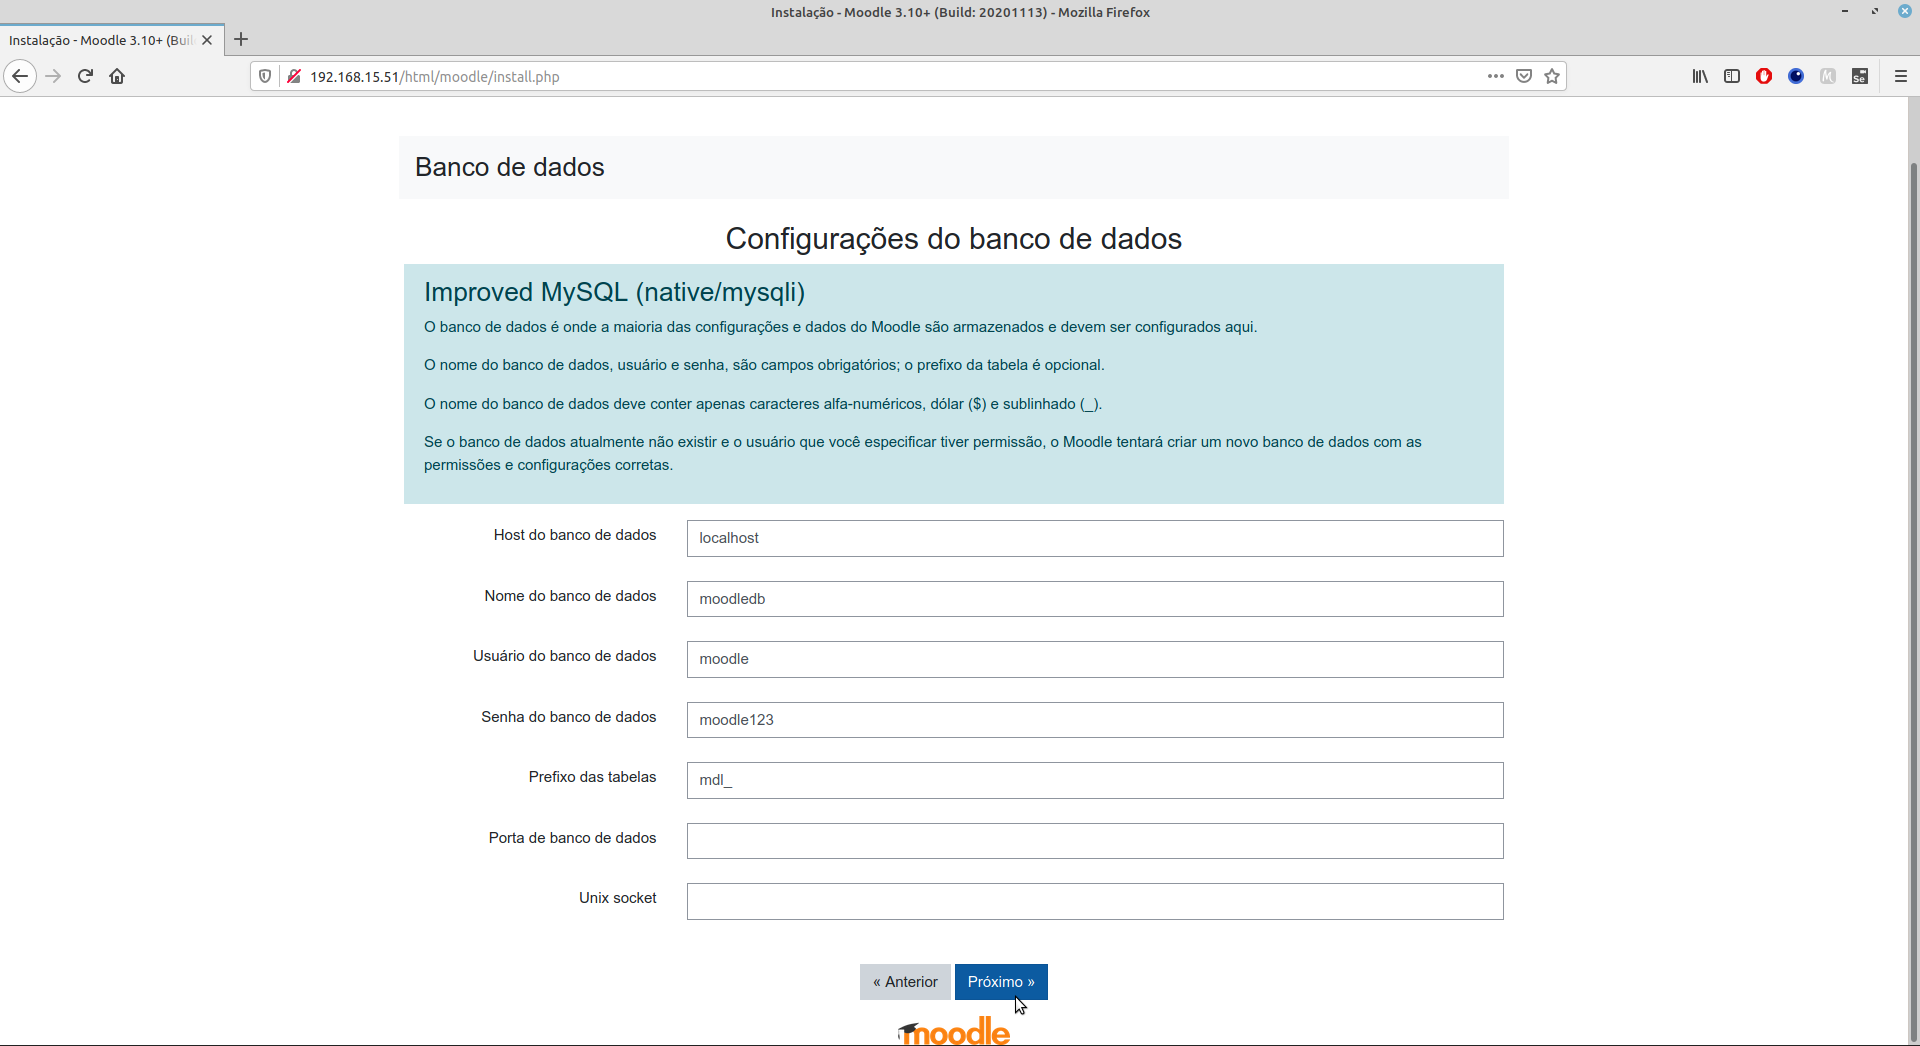 Instalação - Moodle 3.10+ (Build: 20201113) - Mozilla Firefox
Instalação - Moodle 3.10+ (Buil
192.168.15.51/html/moodle/install.php
Banco de dados
Configurações do banco de dados
Improved MySQL (native/mysqli)
O banco de dados é onde a maioria das configurações e dados do Moodle são armazenados e devem ser configurados aqui.
O nome do banco de dados, usuário e senha, são campos obrigatórios; o prefixo da tabela é opcional.
O nome do banco de dados deve conter apenas caracteres alfa-numéricos, dólar ($) e sublinhado (_).
Se o banco de dados atualmente não existir e o usuário que você especificar tiver permissão, o Moodle tentará criar um novo banco de dados com as
permissões e configurações corretas.
Host do banco de dados localhost
Nome do banco de dados moodledb
Usuário do banco de dados moodle
Senha do banco de dados moodle123
Prefixo das tabelas mdl_
Porta de banco de dados
Unix socket
« Anterior Próximo »
moodle